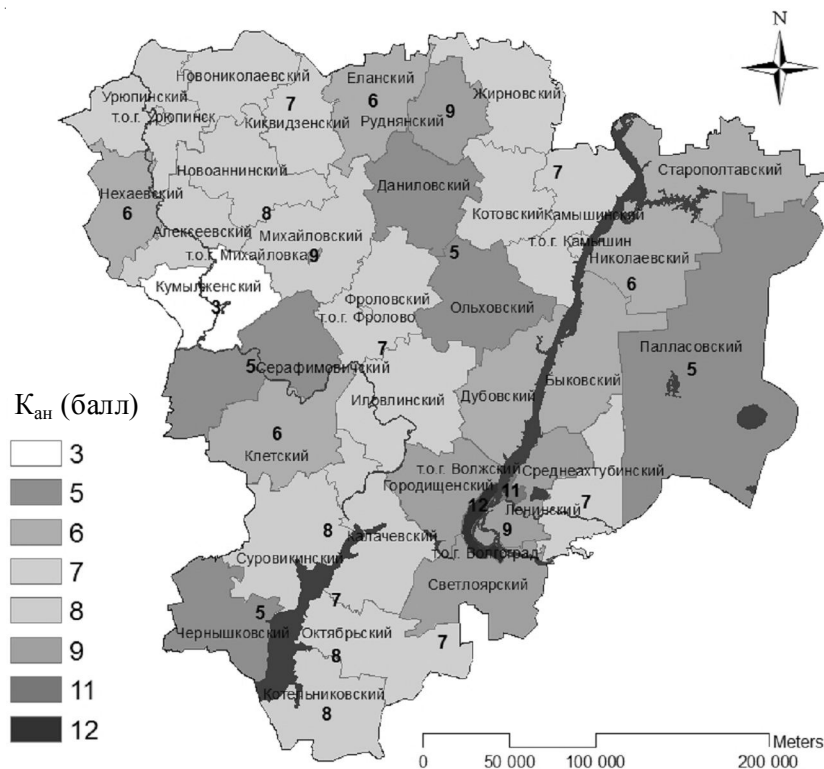 N
Новониколаевский
Еланский
Жирновский
Урюпинский
7
6
9
т.о.г. Урюпинск
Киквидзенский
Руднянский
7
Старополтавский
Новоаннинский
Даниловский
Нехаевский
6
8
Котовский
Камышинский
Алексеевский
Михайловский
т.о.г. Михайловка
9
5
т.о.г. Камышин
Николаевский
Кумылженский
3
Фроловский
6
т.о.г. Фролово
Ольховский
Палласовский
5
7
5
Серафимовичский
Быковский
Иловлинский
Дубовский
Kан (балл)
6
Клетский
3
5
6
7
8
9
11
12
т.о.г. Волжский
Среднеахтубинский
Городищенский
11
12
Ленинский
7
8
Калачевский
9
т.о.г. Волгоград
Суровикинский
Светлоярский
7
5
Чернышковский
Октябрьский
7
8
Котельниковский
8
Meters
0
50 000
100 000
200 000